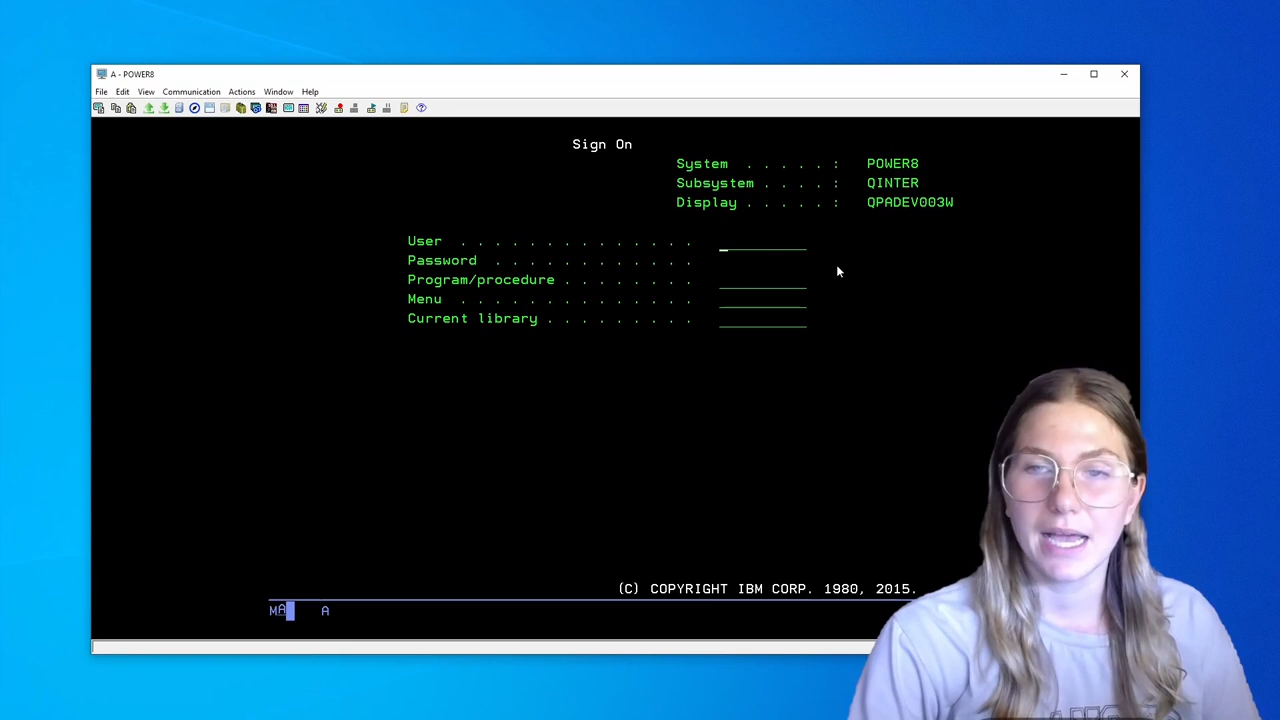 A - POWER8
File Edit View Communication Actions Window Help
Sign On
System . . . . . : POWER8
Subsystem . . . . : QINTER
Display . . . . . : QPADEV003W
User . . . . . . . . . . . . . .
Password . . . . . . . . . . . .
Program/procedure . . . . . . . .
Menu . . . . . . . . . . . . . .
Current library . . . . . . . . .
(C) COPYRIGHT IBM CORP. 1980, 2015.
MA A